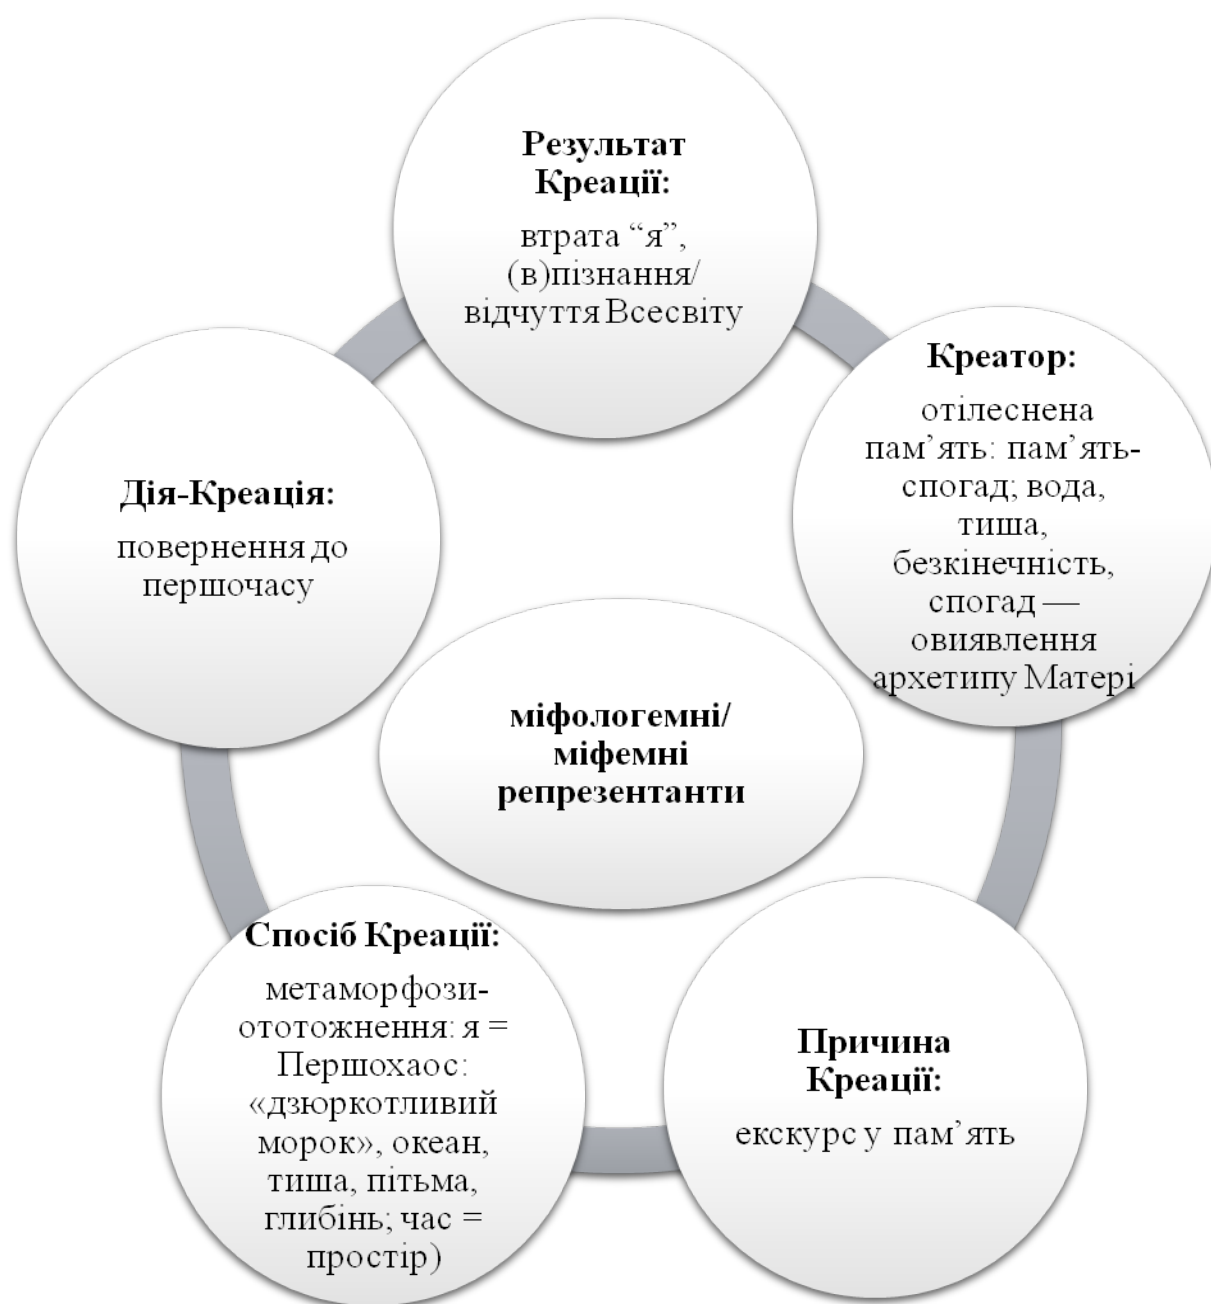 Результат
Креації:
втрата “я”,
(в)пізнання/
відчуття Всесвіту
Креатор:
отілеснена
пам’ять: пам’ять-
спогад; вода,
тиша,
безкінечність,
спогад —
овиявлення
архетипу Матері
Дія-Креація:
повернення до
першочасу
міфологемні/
міфемні
репрезентанти
Спосіб Креації:
метаморфози-
ототожнення: я =
Першохаос:
«дзюркотливий
морок», океан,
тиша, пітьма,
глибінь; час =
простір)
Причина
Креації:
екскурс у пам’ять